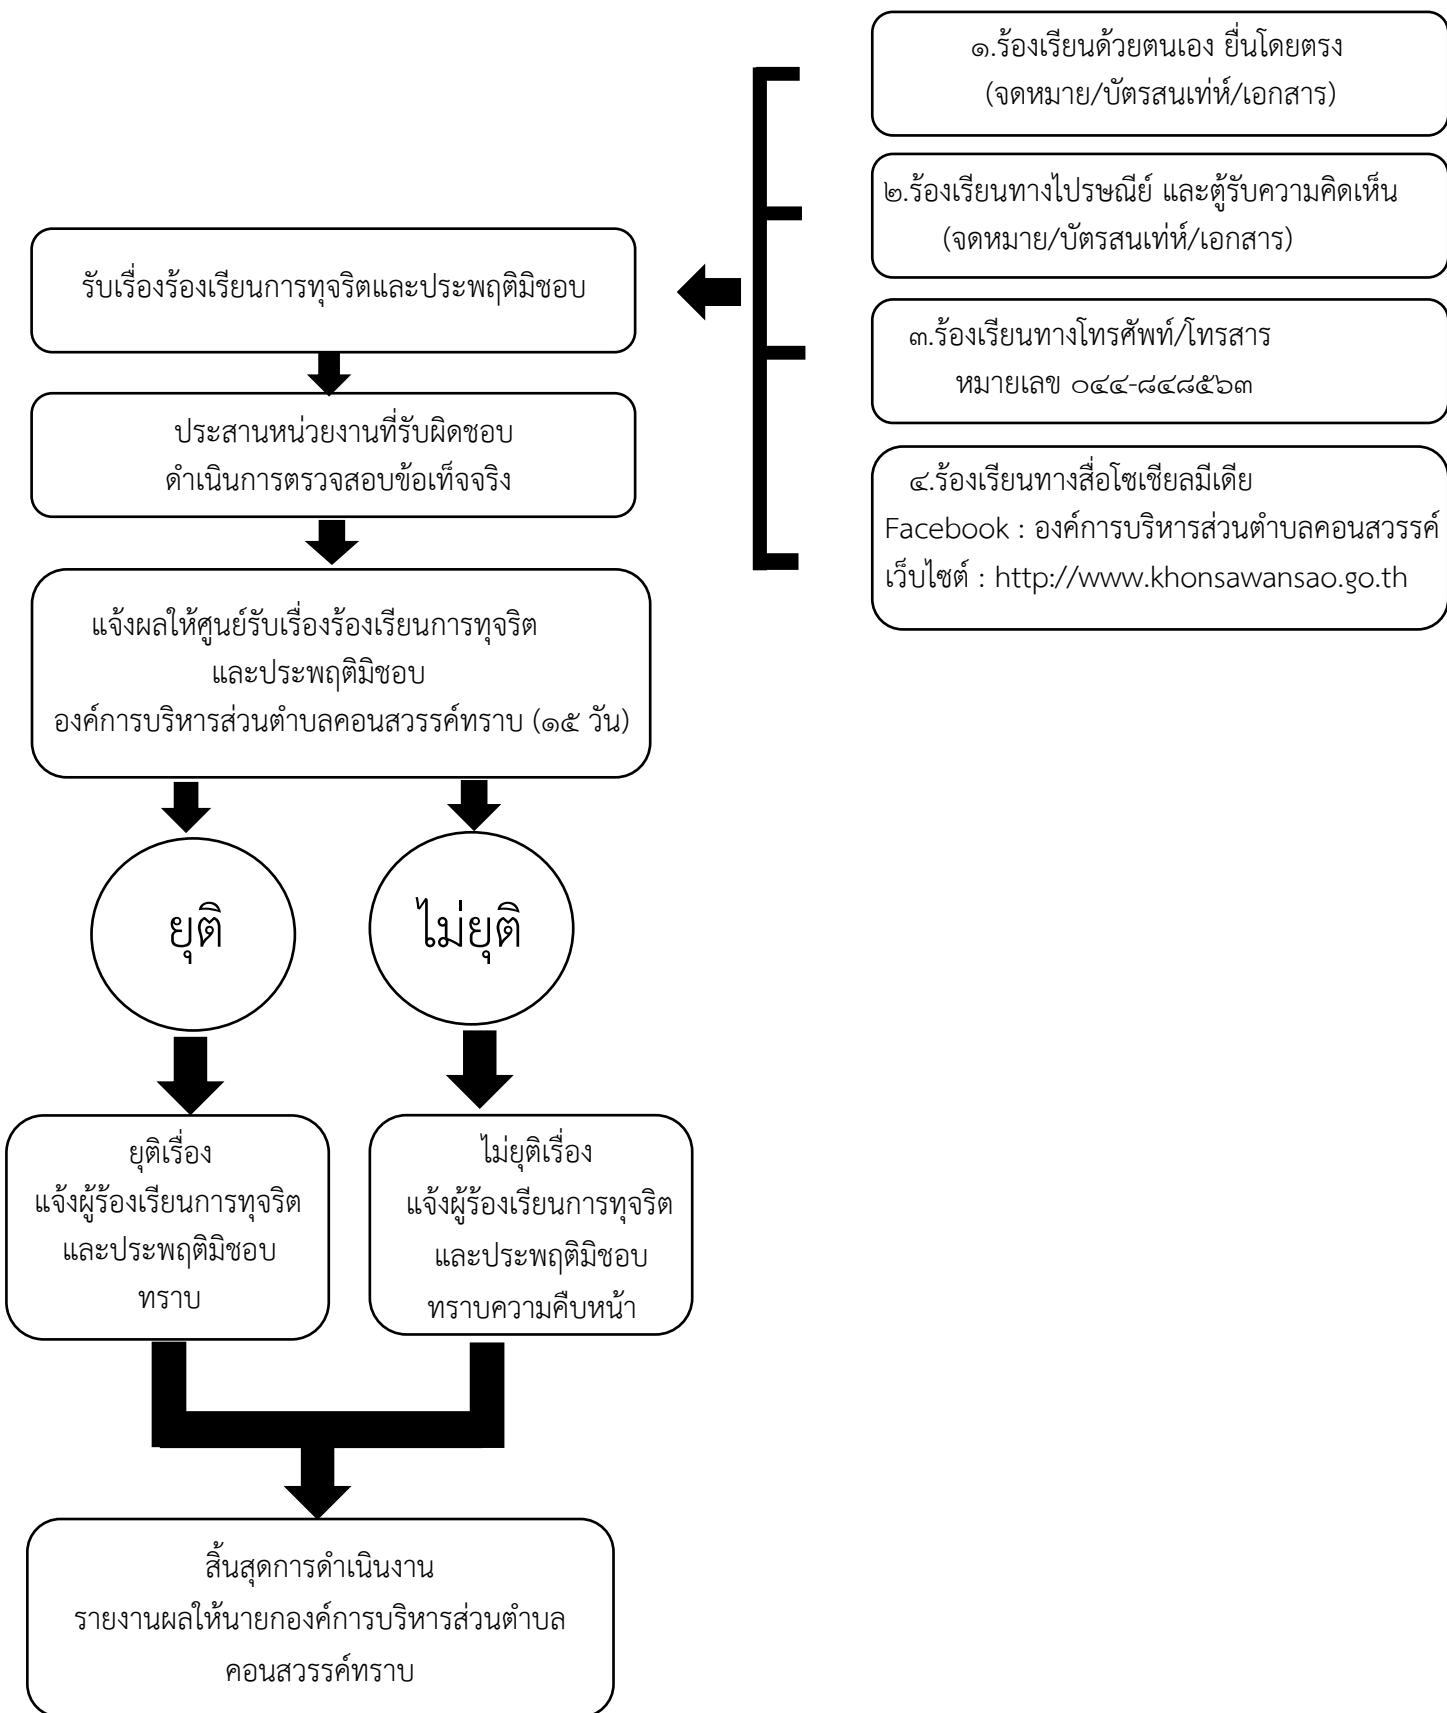 ๑.ร้องเรียนด้วยตนเอง ยื่นโดยตรง
(จดหมาย/บัตรสนเท่ห์/เอกสาร)
๒.ร้องเรียนทางไปรษณีย์ และตู้รับความคิดเห็น
(จดหมาย/บัตรสนเท่ห์/เอกสาร)
๓.ร้องเรียนทางโทรศัพท์/โทรสาร
หมายเลข ๐๔๔-๘๔๘๕๖๓
๔.ร้องเรียนทางสื่อโซเชียลมีเดีย
Facebook : องค์การบริหารส่วนตำบลคอนสวรรค์
เว็บไซต์ : http://www.khonsawansao.go.th
รับเรื่องร้องเรียนการทุจริตและประพฤติมิชอบ
ประสานหน่วยงานที่รับผิดชอบ
ดำเนินการตรวจสอบข้อเท็จจริง
แจ้งผลให้ศูนย์รับเรื่องร้องเรียนการทุจริต
และประพฤติมิชอบ
องค์การบริหารส่วนตำบลคอนสวรรค์ทราบ (๑๕ วัน)
ยุติ
ไม่ยุติ
ยุติเรื่อง
แจ้งผู้ร้องเรียนการทุจริต
และประพฤติมิชอบ
ทราบ
ไม่ยุติเรื่อง
แจ้งผู้ร้องเรียนการทุจริต
และประพฤติมิชอบ
ทราบความคืบหน้า
สิ้นสุดการดำเนินงาน
รายงานผลให้นายกองค์การบริหารส่วนตำบล
คอนสวรรค์ทราบ